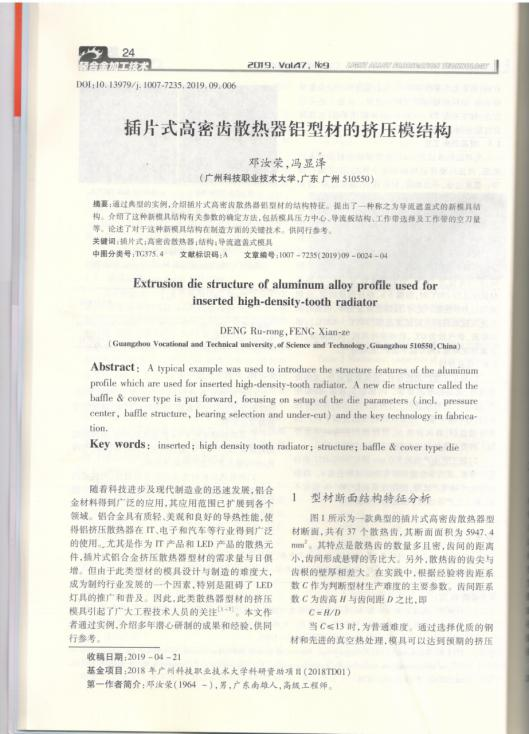 24
轻合金加工技术
2019, Vol.47, №9
LIGHT ALLOY FABRICATION TECHNOLOGY
DOI:10.13979/j.1007-7235.2019.09.006
插片式高密齿散热器铝型材的挤压模结构
邓汝荣,冯显泽
(广州科技职业技术大学,广东 广州 510550)
摘要:通过典型的实例,介绍插片式高密齿散热器铝型材的结构特征。提出了一种称之为导流遮盖式的新模具结
构。介绍了这种新模具结构有关参数的确定方法,包括模具压力中心、导流板结构、工作带选择及工作带的空刀量
等。论述了对于这种新模具结构在制造方面的关键技术。供同行参考。
关键词:插片式;高密齿散热器;结构;导流遮盖式模具
中图分类号:TG375.4 文献标识码:A 文章编号:1007-7235(2019)09-0024-04
Extrusion die structure of aluminum alloy profile used for
inserted high-density-tooth radiator
DENG Ru-rong,FENG Xian-ze
(Guangzhou Vocational and Technical university,of Science and Technology,Guangzhou 510550,China)
Abstract: A typical example was used to introduce the structure features of the aluminum
profile which are used for inserted high-density-tooth radiator. A new die structure called the
baffle & cover type is put forward, focusing on setup of the die parameters (incl. pressure
center, baffle structure, bearing selection and under-cut) and the key technology in fabrica-
tion.
Key words: inserted; high density tooth radiator; structure; baffle & cover type die
随着科技进步及现代制造业的迅速发展,铝合
金材料得到广泛的应用,其应用范围已扩展到各个
领域。铝合金具有质轻、美观和良好的导热性能,使
得铝挤压散热器在 IT、电子和汽车等行业得到广泛
的使用。尤其是作为 IT 产品和 LED 产品的散热元
件,插片式铝合金挤压散热器型材的需求量与日俱
增。但由于此类型材的模具设计与制造的难度大,
成为制约行业发展的一个因素,特别是阻碍了 LED
灯具的推广和普及。因此,此类散热器型材的挤压
模具引起了广大工程技术人员的关注[1-3]。本文作
者通过实例,介绍多年潜心研制的成果和经验,供同
行参考。
1 型材断面结构特征分析
图 1 所示为一款典型的插片式高密齿散热器型
材断面,共有 37 个散热齿,其断面面积为 5947.4
mm². 其特点是散热齿的数量多且密,齿间的距离
小,齿间形成悬臂的舌比大。另外,散热齿的齿尖与
齿根的壁厚相差大。在实践中,根据经验将齿距系
数 C 作为判断型材生产难度的主要参数。齿间距系
数 C 为齿高 H 与齿间距 D 之比,即
C=H/D
当 C≤13 时,为普通难度。通过选择优质的钢
材和先进的真空热处理,模具可以达到预期的挤压
收稿日期:2019-04-21
基金项目:2018 年广州科技职业技术大学科研资助项目(2018TD01)
第一作者简介:邓汝荣(1964 -),男,广东南雄人,高级工程师。